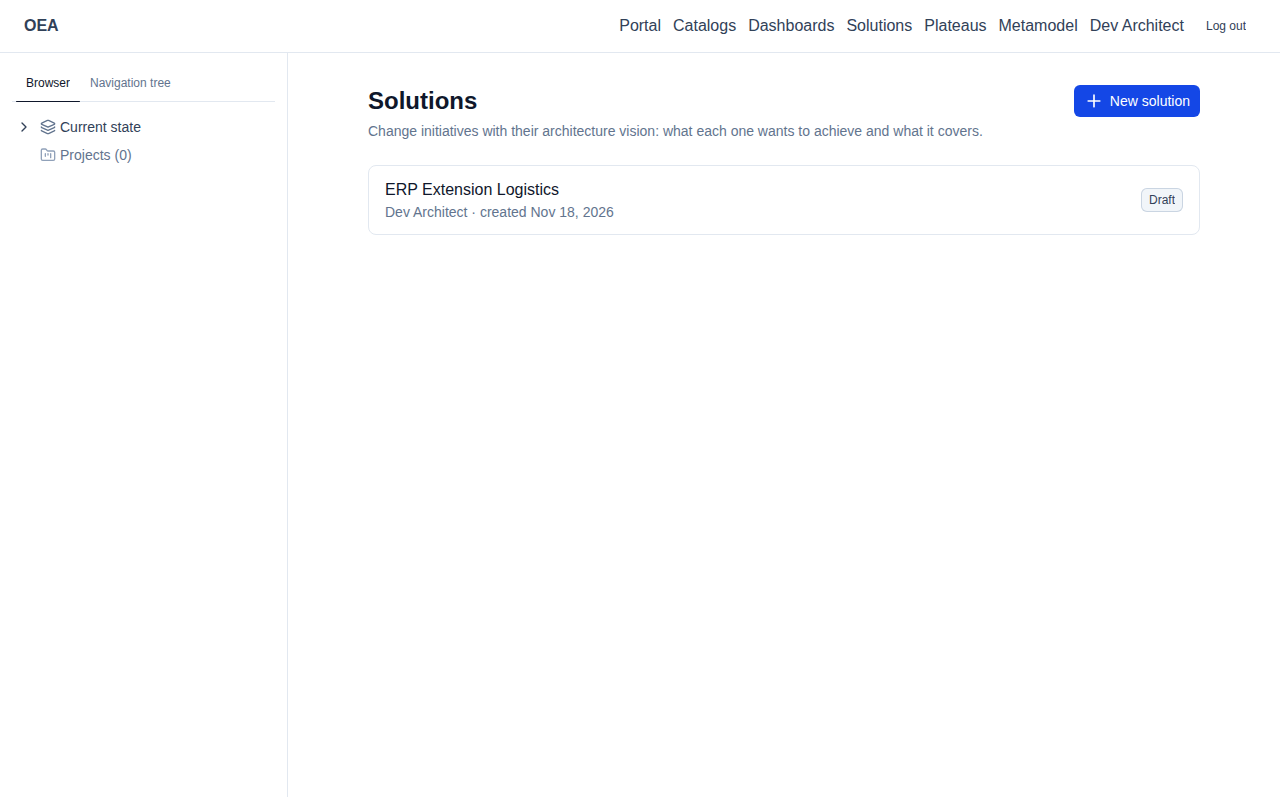 OEA
Portal Catalogs Dashboards Solutions Plateaus Metamodel Dev Architect Log out
Browser Navigation tree
Current state
Projects (0)
Solutions
New solution
Change initiatives with their architecture vision: what each one wants to achieve and what it covers.
ERP Extension Logistics
Dev Architect · created Nov 18, 2026
Draft